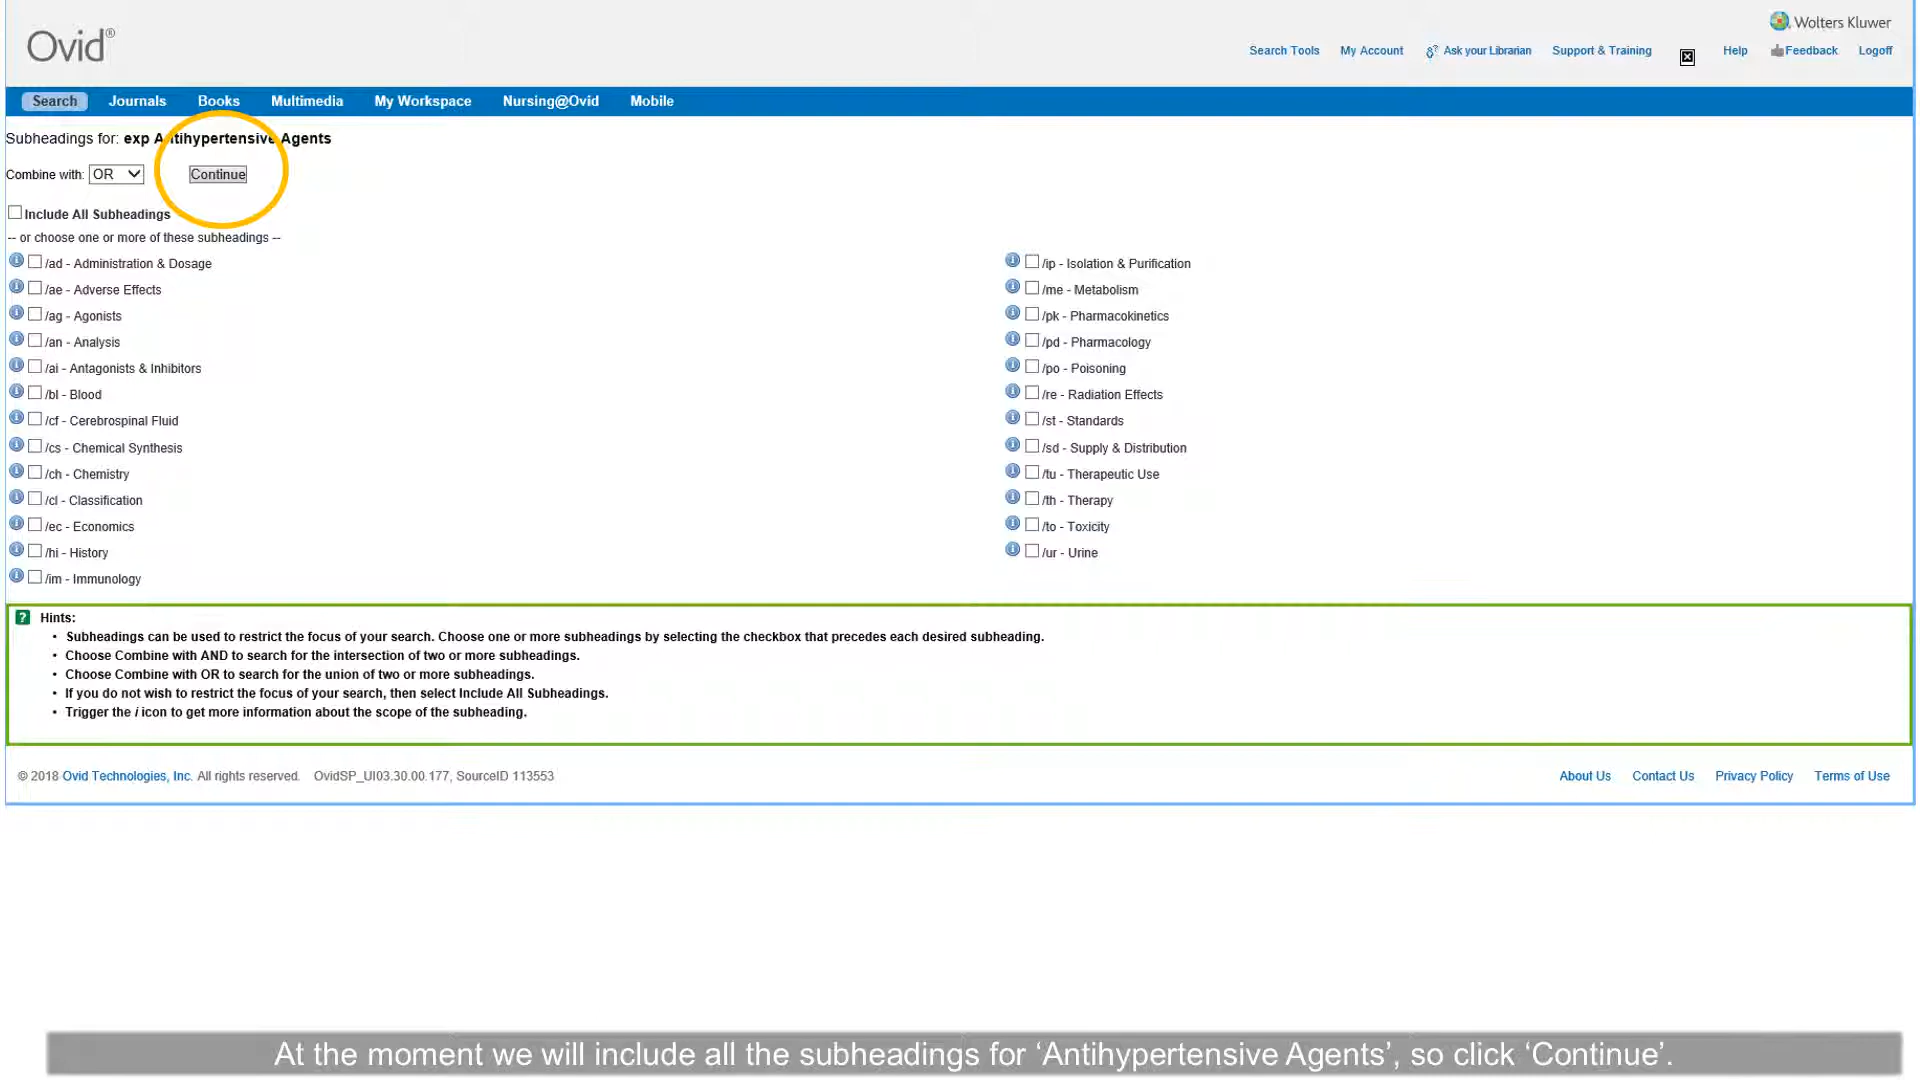 Ovid®
Wolters Kluwer
Search Tools My Account Ask your Librarian Support & Training Help Feedback Logoff
Search Journals Books Multimedia My Workspace Nursing@Ovid Mobile
Subheadings for: exp Antihypertensive Agents
Combine with: OR Continue
Include All Subheadings
-- or choose one or more of these subheadings --
/ad - Administration & Dosage
/ae - Adverse Effects
/ag - Agonists
/an - Analysis
/ai - Antagonists & Inhibitors
/bl - Blood
/cf - Cerebrospinal Fluid
/cs - Chemical Synthesis
/ch - Chemistry
/cl - Classification
/ec - Economics
/hi - History
/im - Immunology
/ip - Isolation & Purification
/me - Metabolism
/pk - Pharmacokinetics
/pd - Pharmacology
/po - Poisoning
/re - Radiation Effects
/st - Standards
/sd - Supply & Distribution
/tu - Therapeutic Use
/th - Therapy
/to - Toxicity
/ur - Urine
? Hints:
• Subheadings can be used to restrict the focus of your search. Choose one or more subheadings by selecting the checkbox that precedes each desired subheading.
• Choose Combine with AND to search for the intersection of two or more subheadings.
• Choose Combine with OR to search for the union of two or more subheadings.
• If you do not wish to restrict the focus of your search, then select Include All Subheadings.
• Trigger the i icon to get more information about the scope of the subheading.
© 2018 Ovid Technologies, Inc. All rights reserved. OvidSP_UI03.30.00.177, SourceID 113553
About Us Contact Us Privacy Policy Terms of Use
At the moment we will include all the subheadings for ‘Antihypertensive Agents’, so click ‘Continue’.